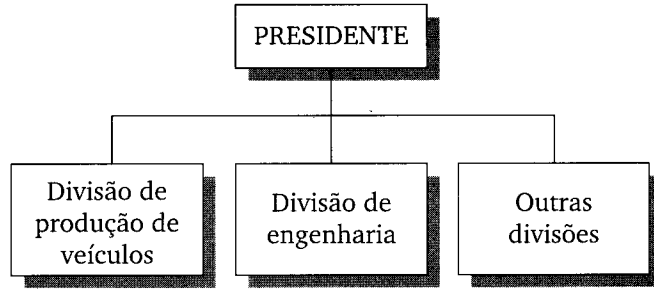 PRESIDENTE
Divisão de
produção de
veículos
Divisão de
engenharia
Outras
divisões